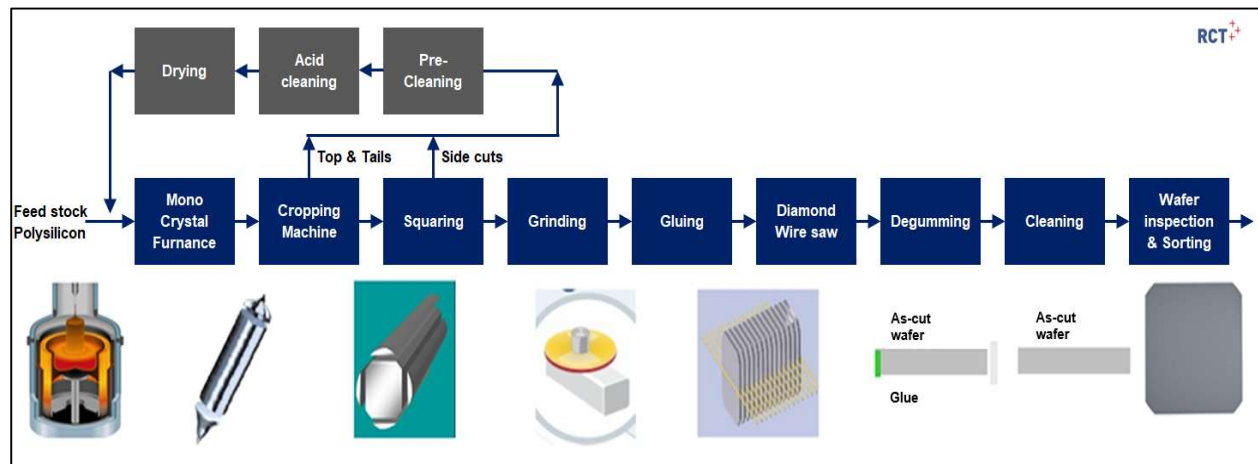 RCT
Drying
Acid
cleaning
Pre-
Cleaning
Top & Tails
Side cuts
Feed stock
Polysilicon
Mono
Crystal
Furnance
Cropping
Machine
Squaring
Grinding
Gluing
Diamond
Wire saw
Degumming
Cleaning
Wafer
inspection
& Sorting
As-cut
wafer
Glue
As-cut
wafer